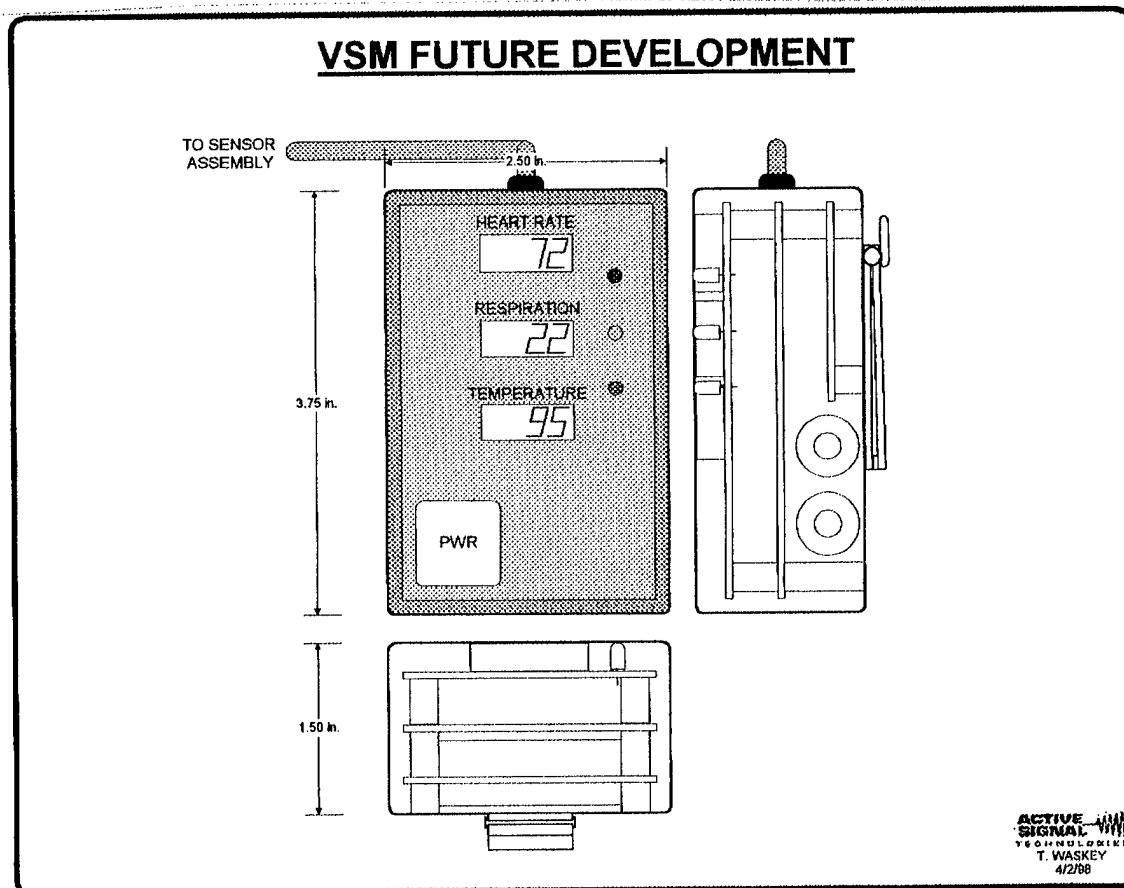 VSM FUTURE DEVELOPMENT
TO SENSOR
ASSEMBLY
2.50 in.
HEART RATE
72
RESPIRATION
22
3.75 in.
TEMPERATURE
95
PWR
1.50 in.
ACTIVE
SIGNAL
TECHNOLOGIES
T. WASKEY
4/2/98